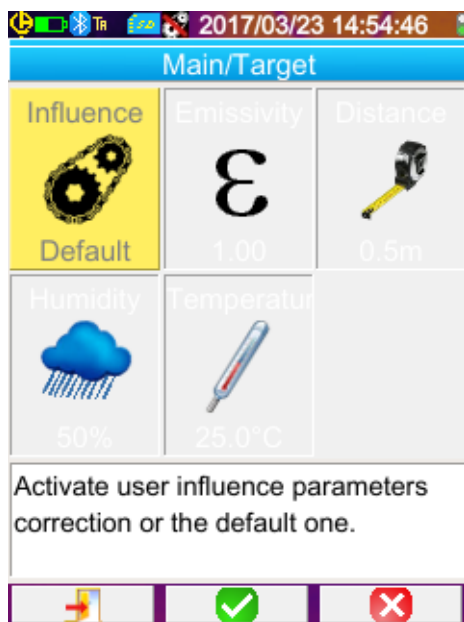 2017/03/23 14:54:46
Main/Target
Influence
Emissivity
Distance
ε
Default
1.00
0.5m
Humidity
Temperatur
50%
25.0°C
Activate user influence parameters
correction or the default one.